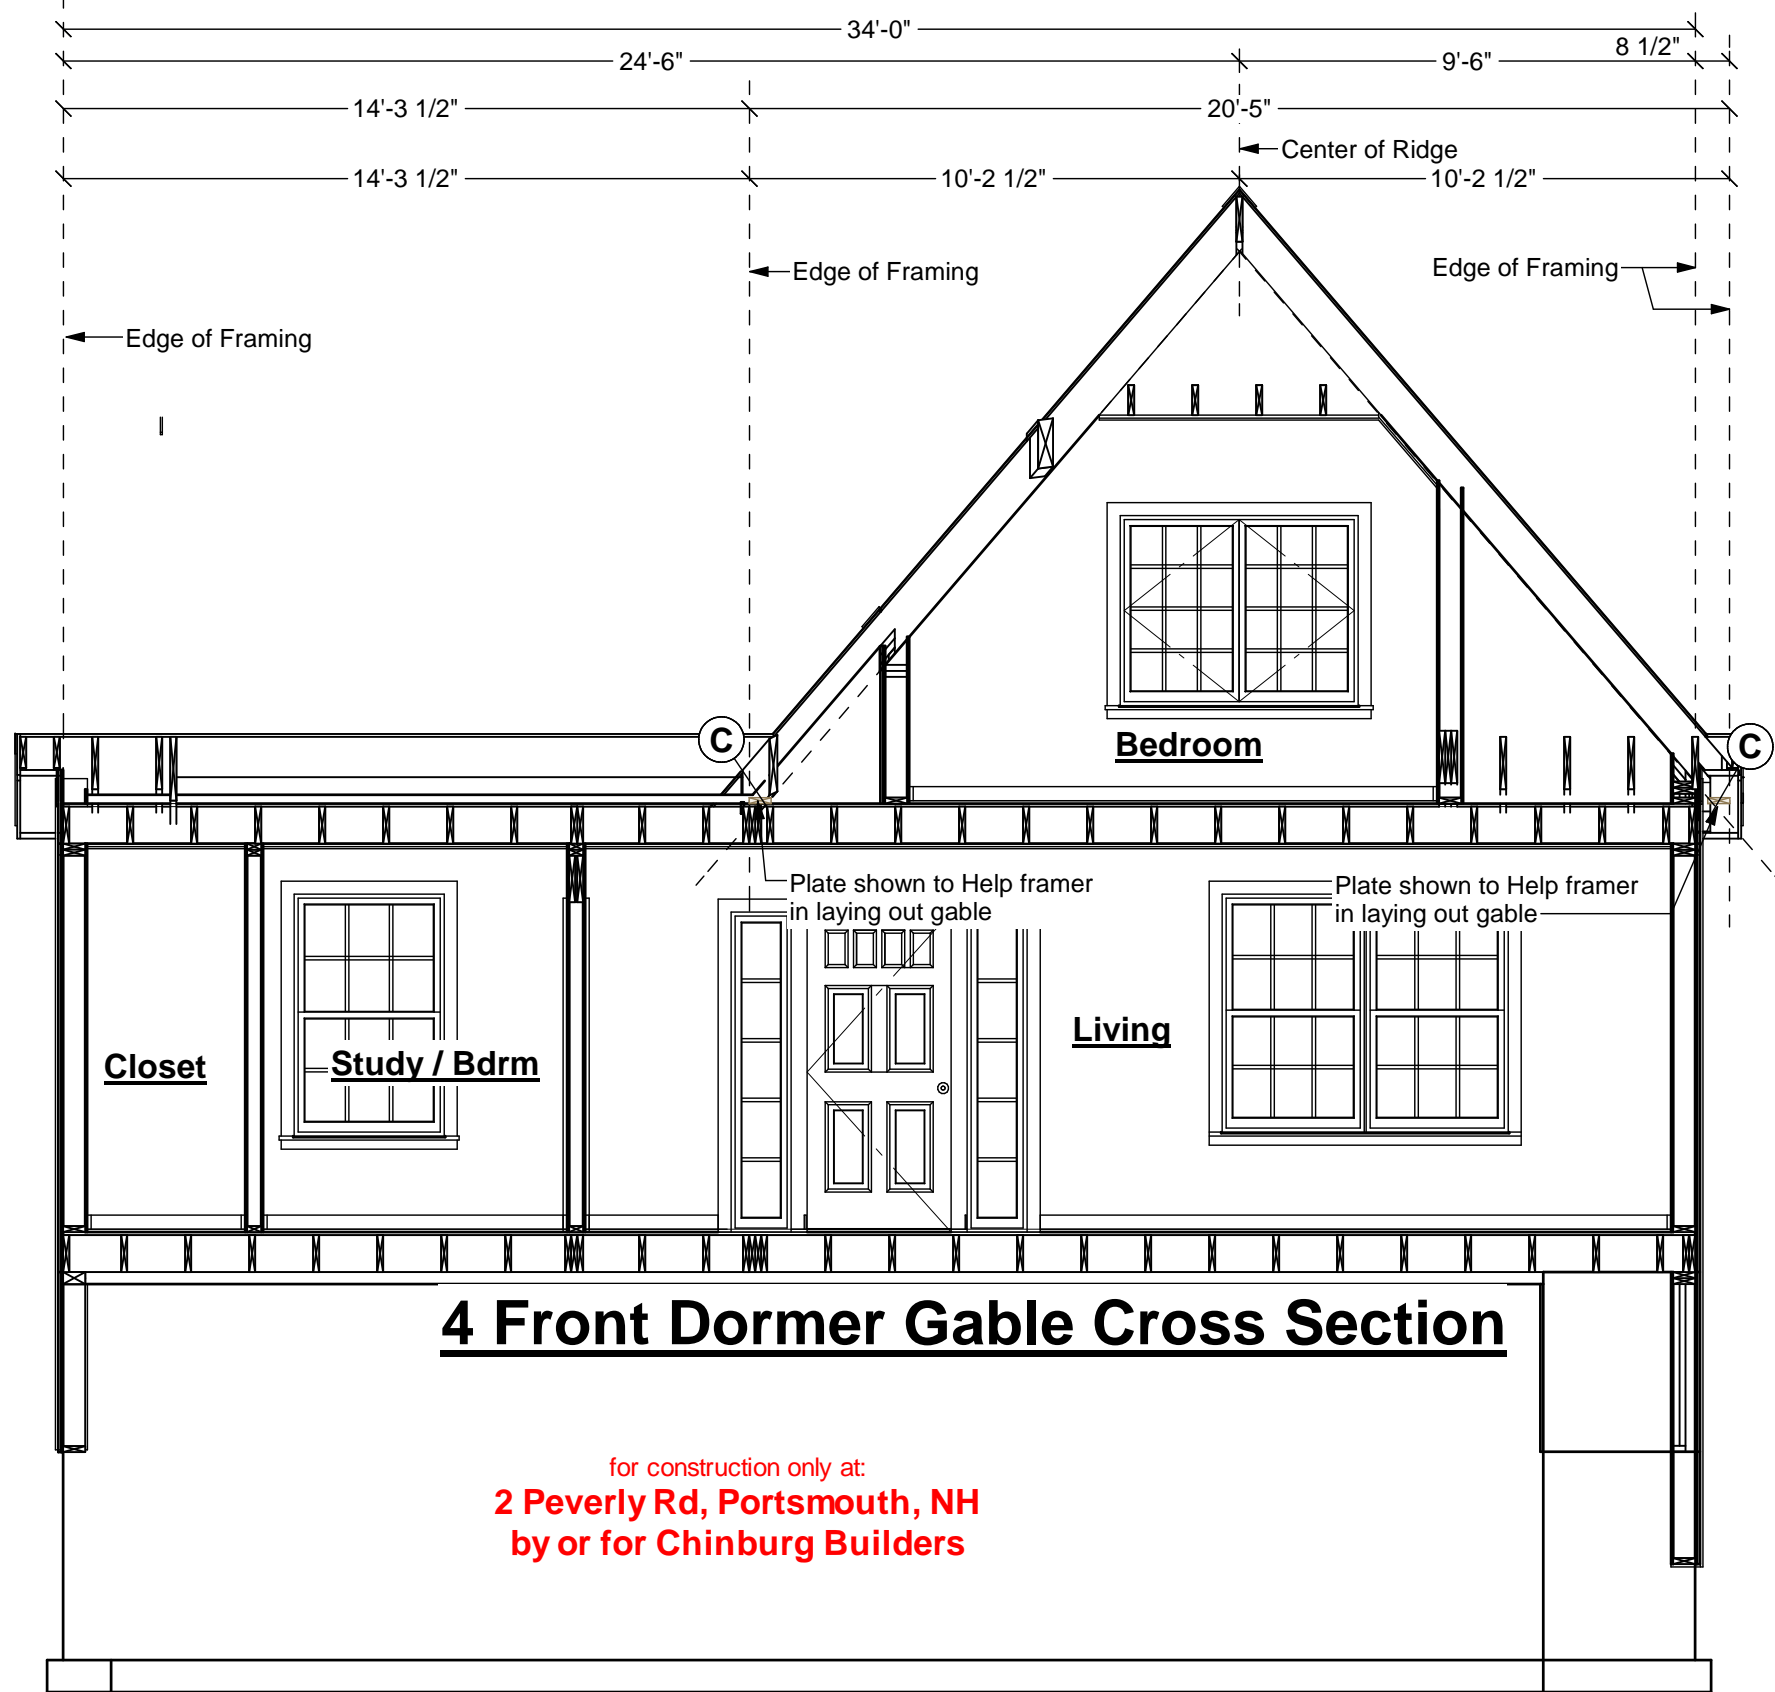 34'-0"
8 1/2"
24'-6"
9'-6"
14'-3 1/2"
20'-5"
Center of Ridge
14'-3 1/2"
10'-2 1/2"
10'-2 1/2"
Edge of Framing
Edge of Framing
Edge of Framing
C
Bedroom
C
Plate shown to Help framer
in laying out gable
Plate shown to Help framer
in laying out gable
Living
Closet
Study / Bdrm
4 Front Dormer Gable Cross Section
for construction only at:
2 Peverly Rd, Portsmouth, NH
by or for Chinburg Builders